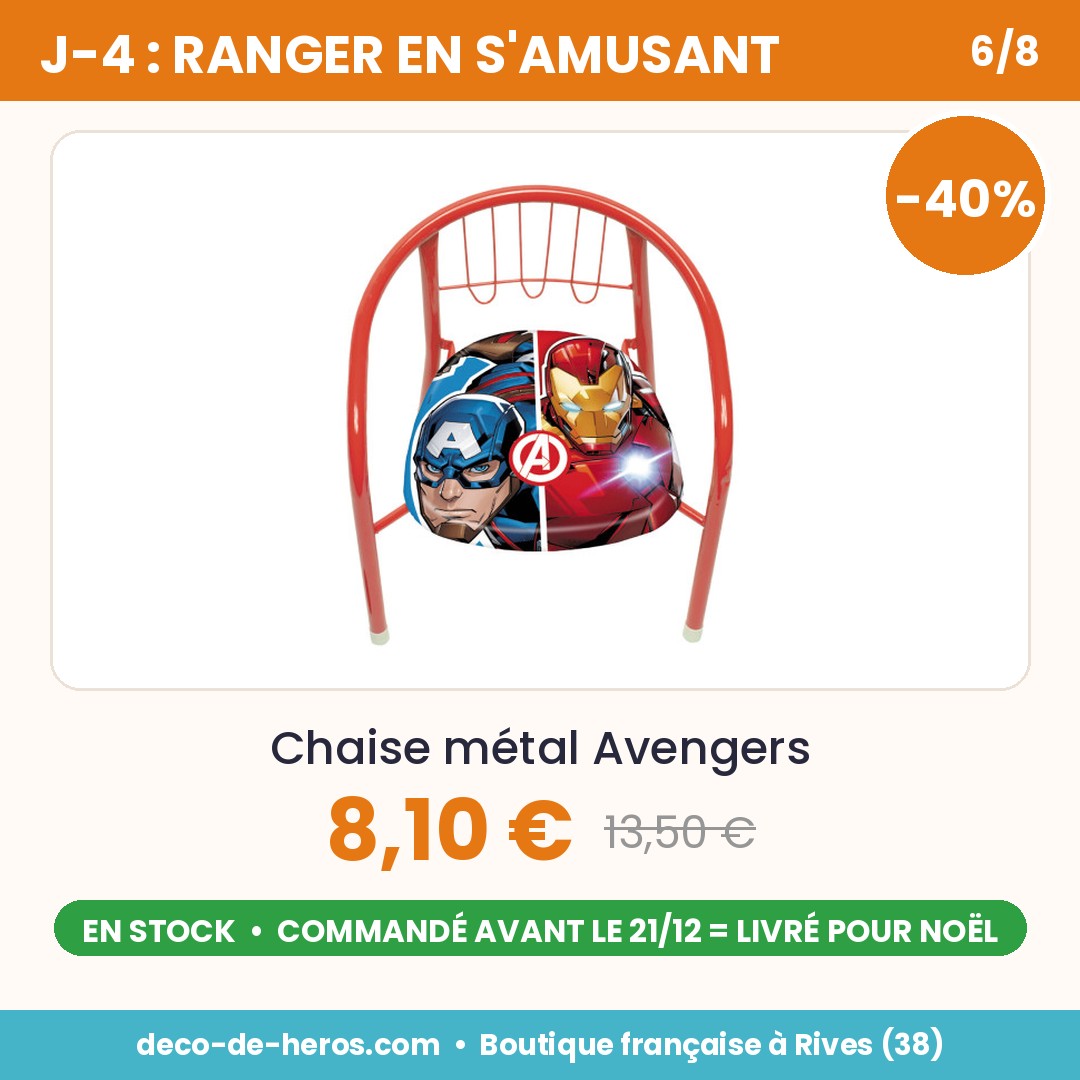 J-4 : RANGER EN S'AMUSANT
6/8
-40%
A
A
Chaise métal Avengers
8,10 € 13,50 €
EN STOCK • COMMANDÉ AVANT LE 21/12 = LIVRÉ POUR NOËL
deco-de-heros.com • Boutique française à Rives (38)